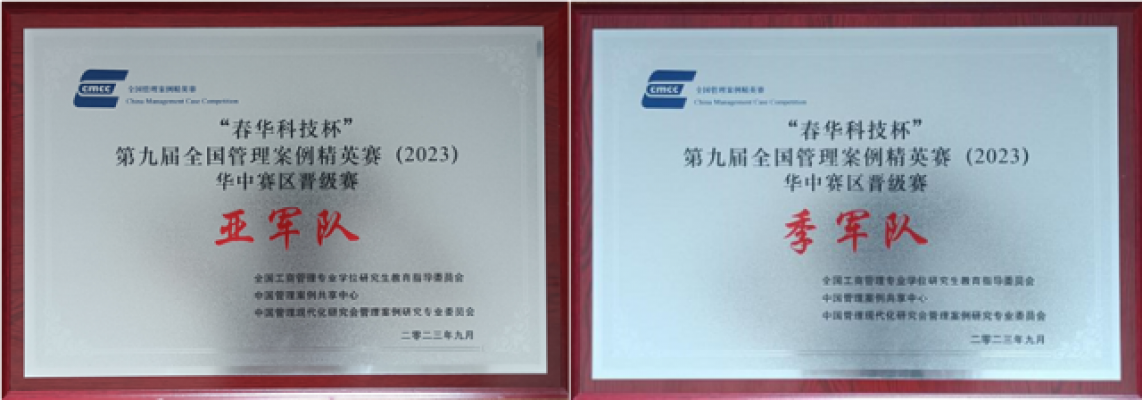 CMCC
全国管理案例精英赛
China Management Case Competition
“春华科技杯”
第九届全国管理案例精英赛（2023）
华中赛区晋级赛
亚军队
全国工商管理专业学位研究生教育指导委员会
中国管理案例共享中心
中国管理现代化研究会管理案例研究专业委员会
二零二三年九月
CMCC
全国管理案例精英赛
China Management Case Competition
“春华科技杯”
第九届全国管理案例精英赛（2023）
华中赛区晋级赛
季军队
全国工商管理专业学位研究生教育指导委员会
中国管理案例共享中心
中国管理现代化研究会管理案例研究专业委员会
二零二三年九月